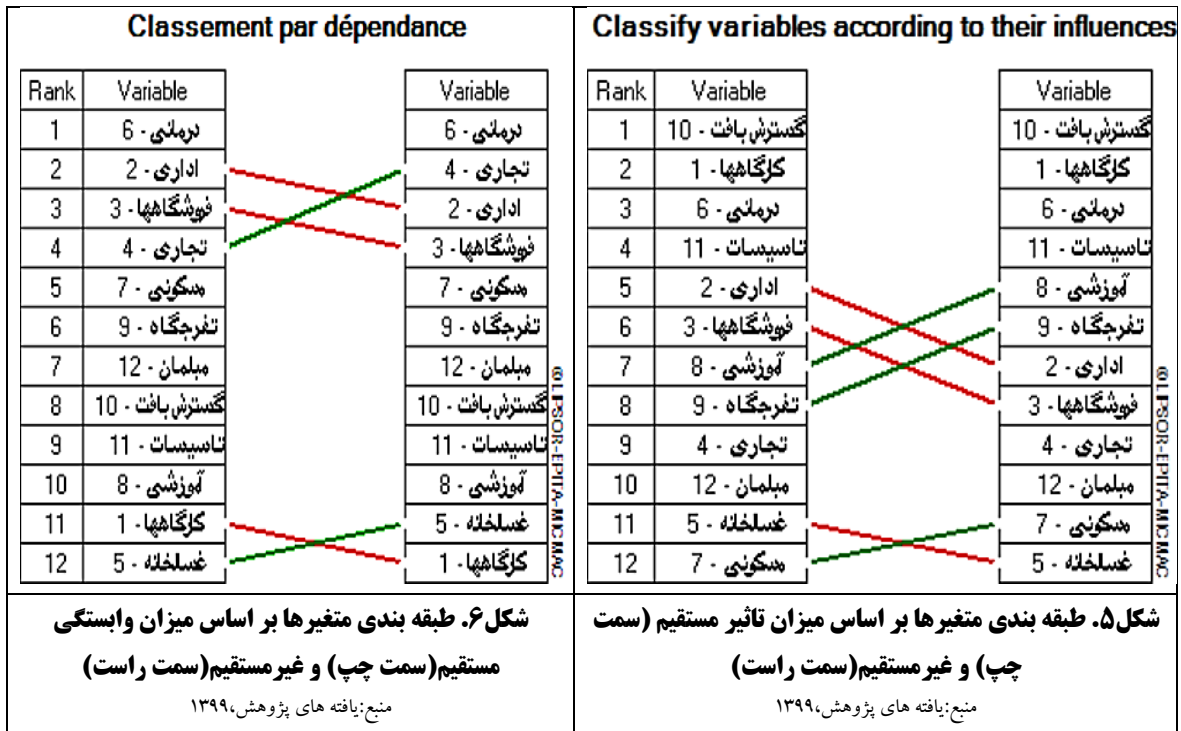 Classement par dépendance
Rank Variable Variable
1 درمانی - 6 درمانی - 6
2 اداری - 2 تجاری - 4
3 فروشگاهها - 3 اداری - 2
4 تجاری - 4 فروشگاهها - 3
5 مسکونی - 7 مسکونی - 7
6 تفرجگاه - 9 تفرجگاه - 9
7 مبلمان - 12 مبلمان - 12
8 گسترش بافت - 10 گسترش بافت - 10
9 تاسیسات - 11 تاسیسات - 11
10 آموزشی - 8 آموزشی - 8
11 کارگاهها - 1 غسالخانه - 5
12 غسالخانه - 5 کارگاهها - 1
© LIPSOR-EPITA-MICMAC
شکل۶. طبقه بندی متغیرها بر اساس میزان وابستگی
مستقیم(سمت چپ) و غیرمستقیم(سمت راست)
منبع:یافته های پژوهش،۱۳۹۹
Classify variables according to their influences
Rank Variable Variable
1 گسترش بافت - 10 گسترش بافت - 10
2 کارگاهها - 1 کارگاهها - 1
3 درمانی - 6 درمانی - 6
4 تاسیسات - 11 تاسیسات - 11
5 اداری - 2 آموزشی - 8
6 فروشگاهها - 3 تفرجگاه - 9
7 آموزشی - 8 اداری - 2
8 تفرجگاه - 9 فروشگاهها - 3
9 تجاری - 4 تجاری - 4
10 مبلمان - 12 مبلمان - 12
11 غسالخانه - 5 مسکونی - 7
12 مسکونی - 7 غسالخانه - 5
© LIPSOR-EPITA-MICMAC
شکل۵. طبقه بندی متغیرها بر اساس میزان تاثیر مستقیم (سمت
چپ) و غیرمستقیم(سمت راست)
منبع:یافته های پژوهش،۱۳۹۹